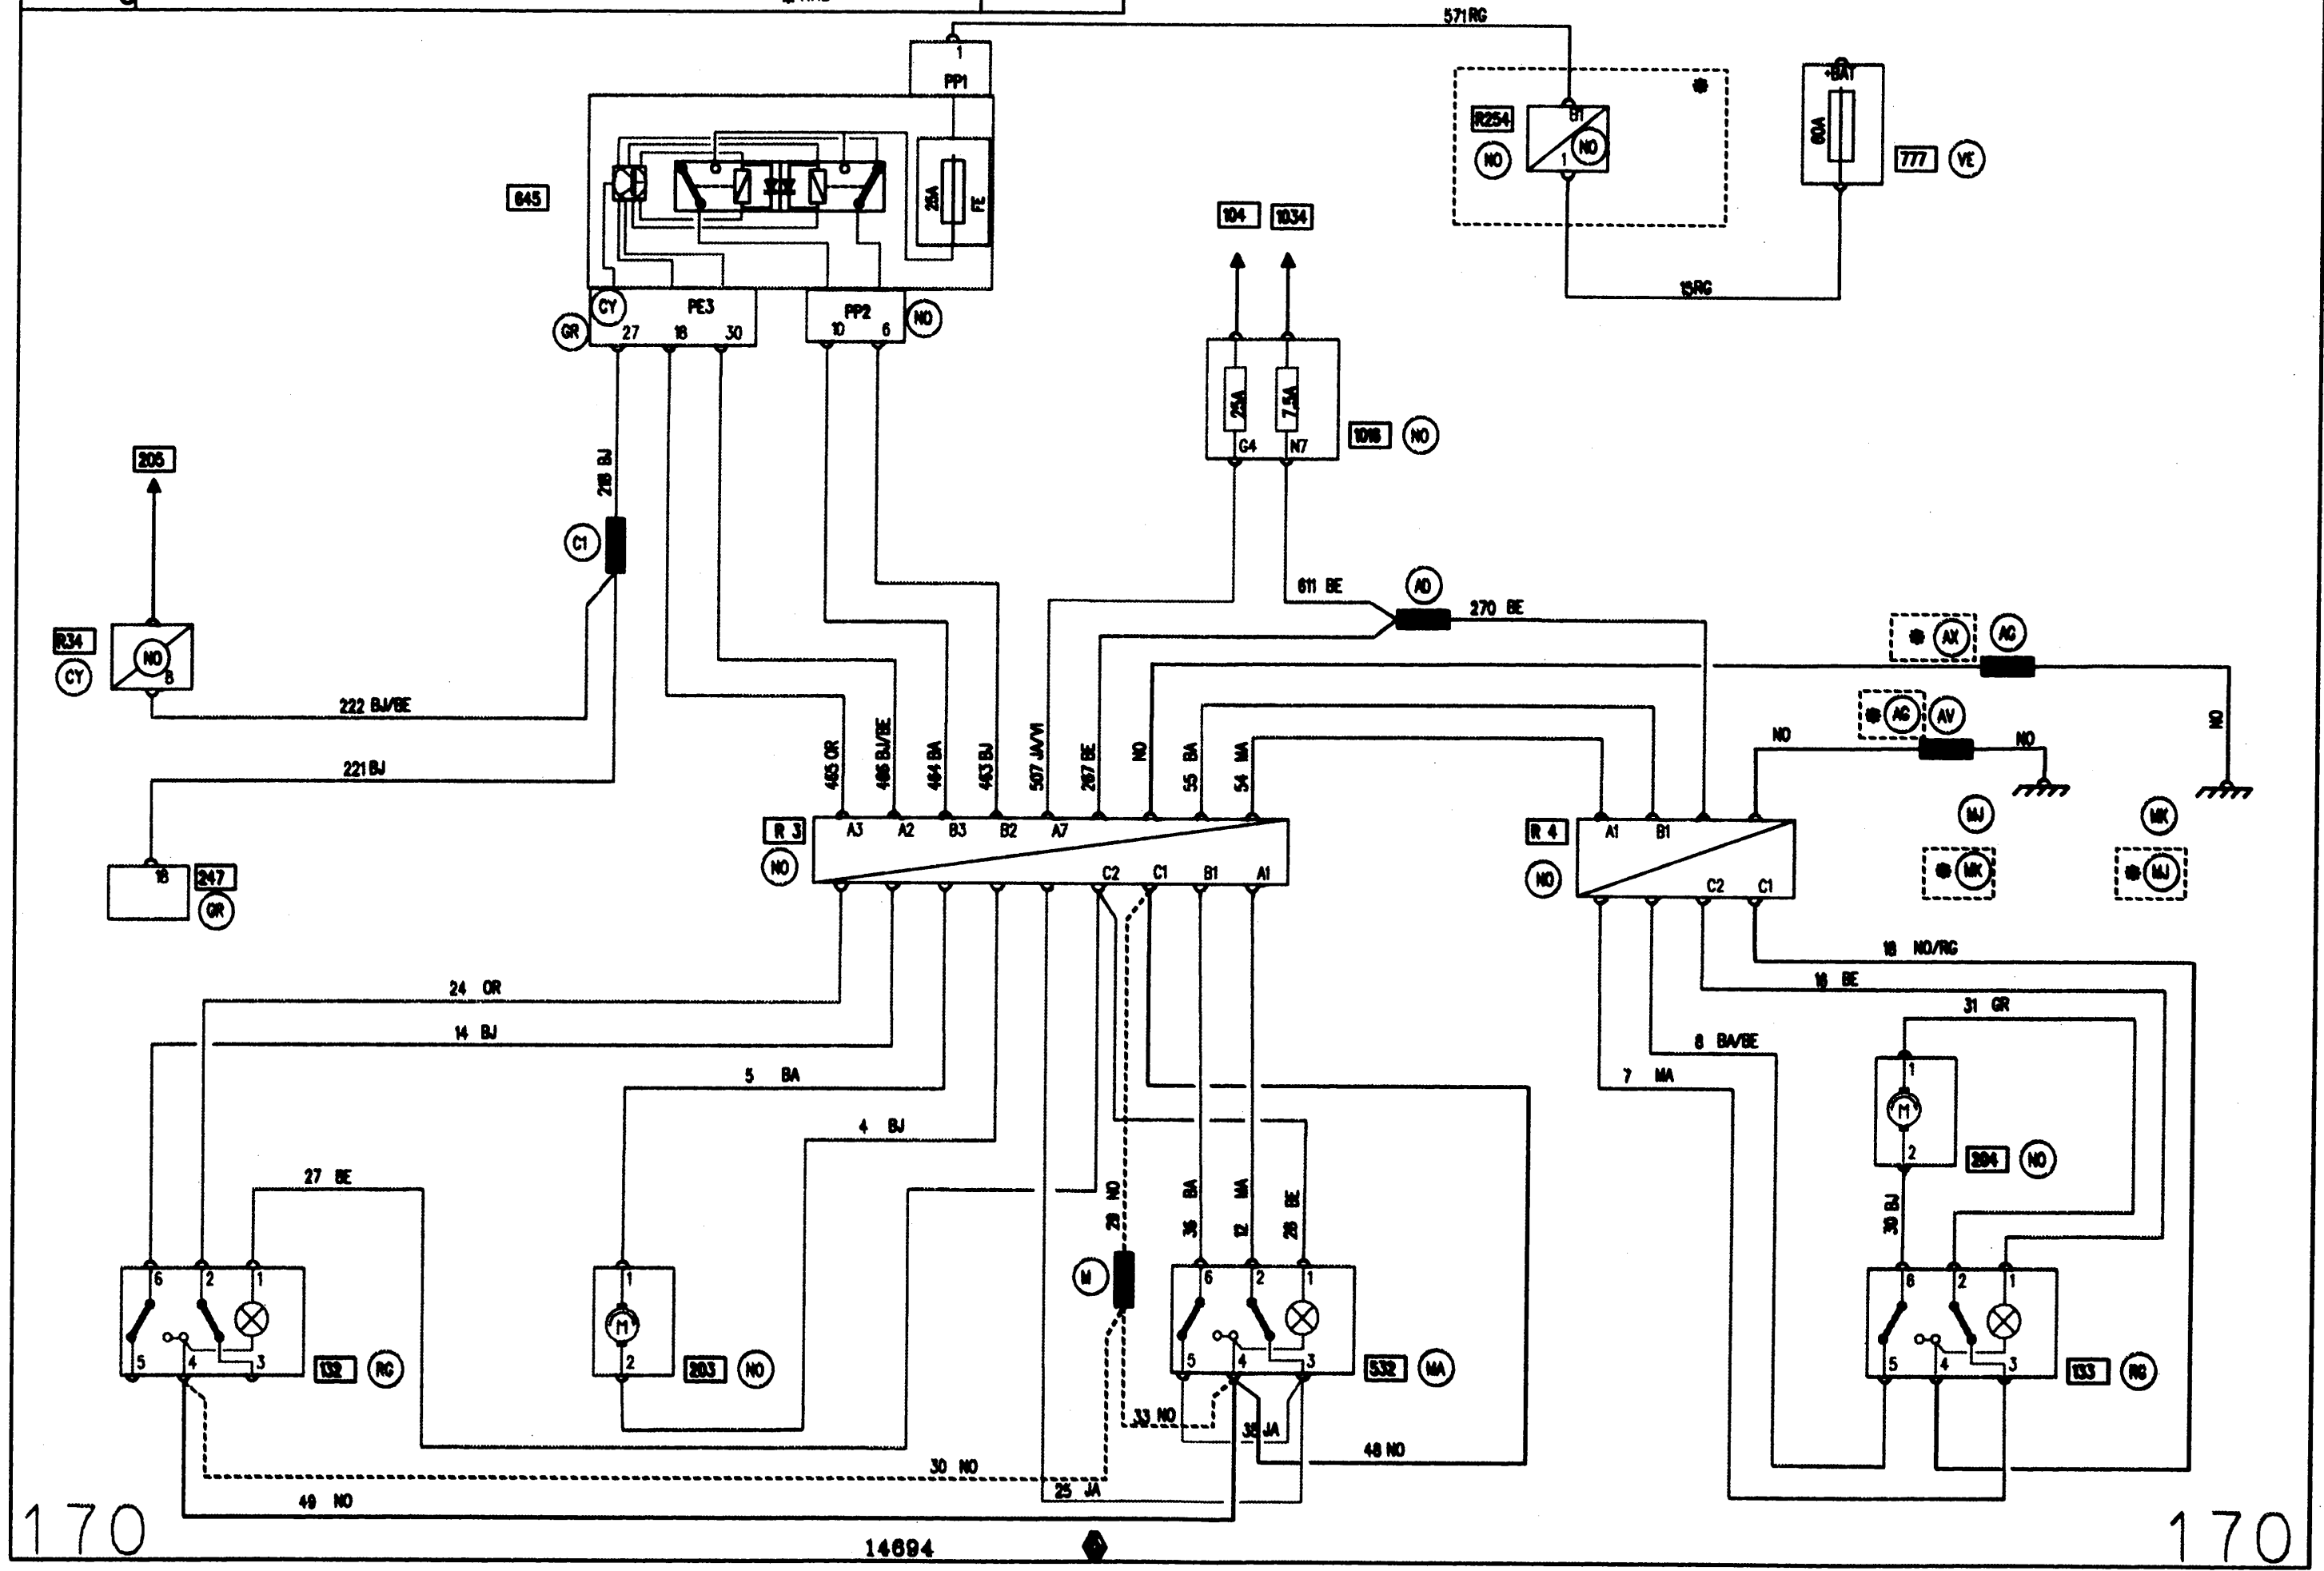 571RG
1
PP1
+BAT
60A
777 VE
R254
NO
B1
NO
1
15RG
645
25A
FE
CY
GR
PE3
27 18 30
PP2
10 6
NO
104 1034
25A 7,5A
G4 N7
1016 NO
205
218 BJ
C1
R34
CY
NO
8
222 BJ/BE
221 BJ
18
247
GR
611 BE
AD
270 BE
AX AG
AG AV
NO
NO
NO
MJ MK
MK MJ
465 OR
466 BJ/BE
464 BA
463 BJ
507 JA/VI
267 BE
NO
55 BA
54 MA
R 3
NO
A3 A2 B3 B2 A7
C2 C1 B1 A1
R 4
NO
A1 B1
C2 C1
18 NO/RG
16 BE
31 GR
8 BA/BE
7 MA
24 OR
14 BJ
5 BA
4 BJ
27 BE
29 NO
36 BA
12 MA
M
1
M
2
204 NO
30 BJ
6 2 1
5 4 3
132 RG
1
M
2
203 NO
6 2 1
5 4 3
532 MA
6 2 1
5 4 3
133 RG
33 NO
JA
48 NO
30 NO
25 JA
49 NO
170
14694
170